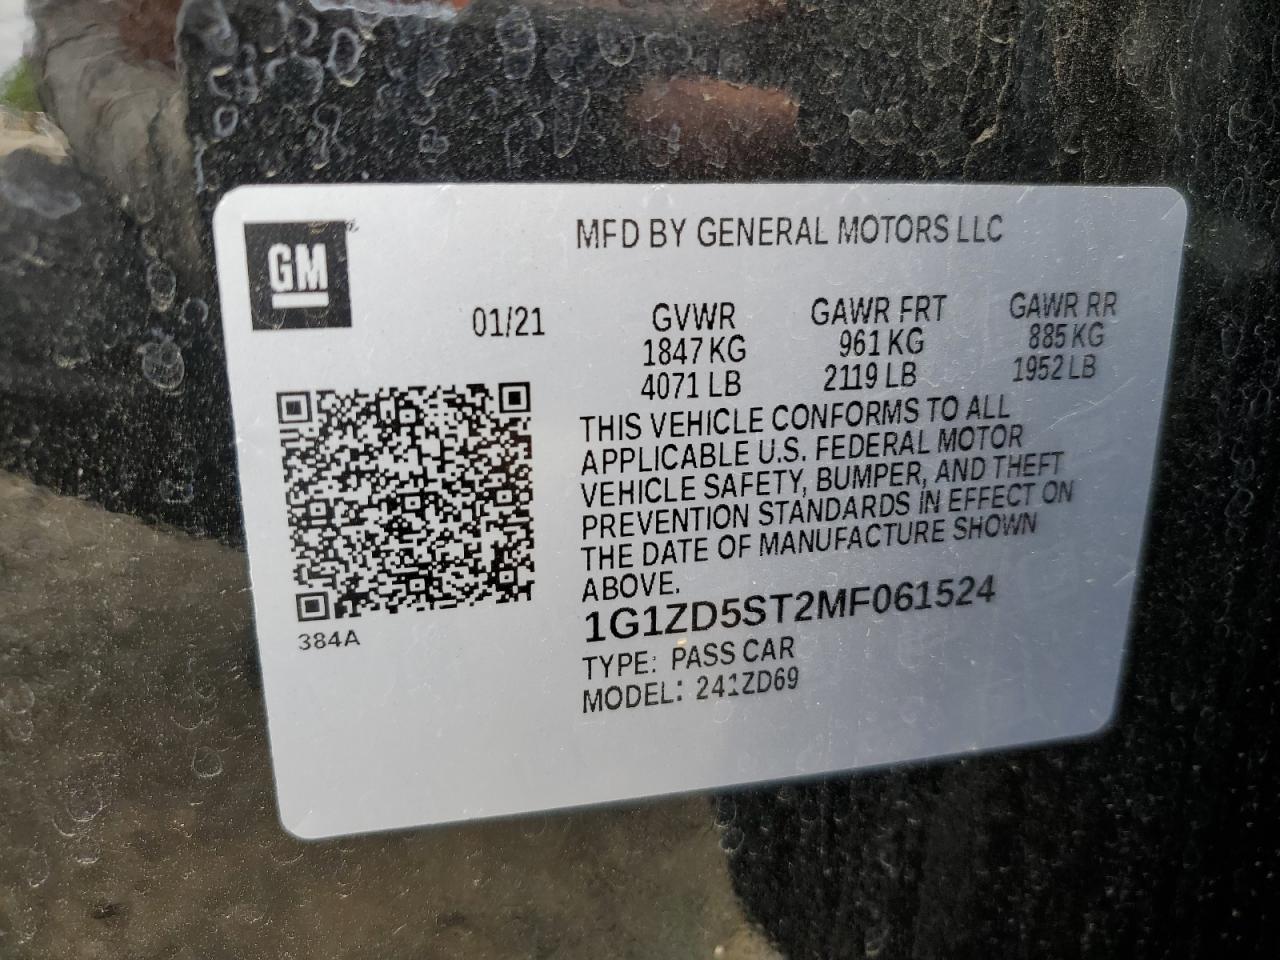 GM
MFD BY GENERAL MOTORS LLC
01/21
GVWR GAWR FRT GAWR RR
1847 KG 961 KG 885 KG
4071 LB 2119 LB 1952 LB
THIS VEHICLE CONFORMS TO ALL
APPLICABLE U.S. FEDERAL MOTOR
VEHICLE SAFETY, BUMPER, AND THEFT
PREVENTION STANDARDS IN EFFECT ON
THE DATE OF MANUFACTURE SHOWN
ABOVE.
1G1ZD5ST2MF061524
384A
TYPE: PASS CAR
MODEL: 241ZD69